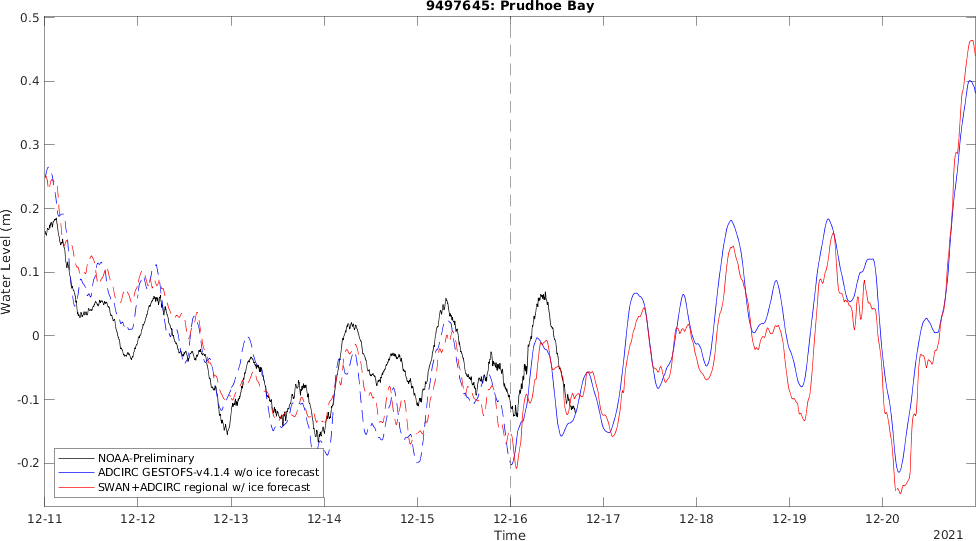 9497645: Prudhoe Bay
0.5
0.4
0.3
0.2
0.1
0
-0.1
-0.2
Water Level (m)
NOAA-Preliminary
ADCIRC GESTOFS-v4.1.4 w/o ice forecast
SWAN+ADCIRC regional w/ ice forecast
12-11 12-12 12-13 12-14 12-15 12-16 12-17 12-18 12-19 12-20
Time
2021